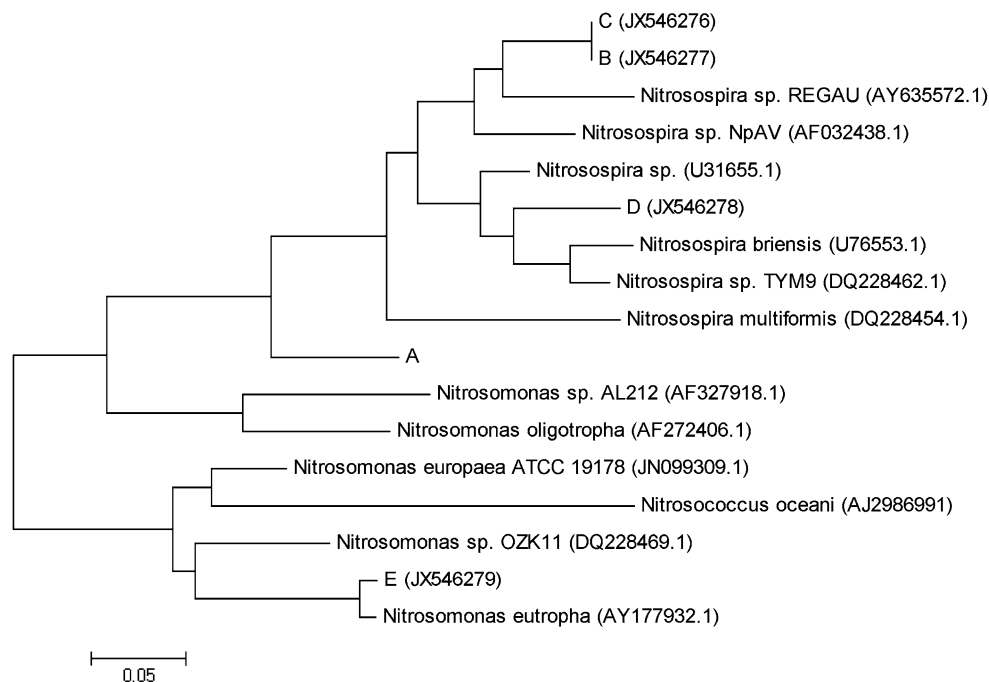 C (JX546276)
B (JX546277)
Nitrosospira sp. REGAU (AY635572.1)
Nitrosospira sp. NpAV (AF032438.1)
Nitrosospira sp. (U31655.1)
D (JX546278)
Nitrosospira briensis (U76553.1)
Nitrosospira sp. TYM9 (DQ228462.1)
Nitrosospira multiformis (DQ228454.1)
A
Nitrosomonas sp. AL212 (AF327918.1)
Nitrosomonas oligotropha (AF272406.1)
Nitrosomonas europaea ATCC 19178 (JN099309.1)
Nitrosococcus oceani (AJ2986991)
Nitrosomonas sp. OZK11 (DQ228469.1)
E (JX546279)
Nitrosomonas eutropha (AY177932.1)
0.05